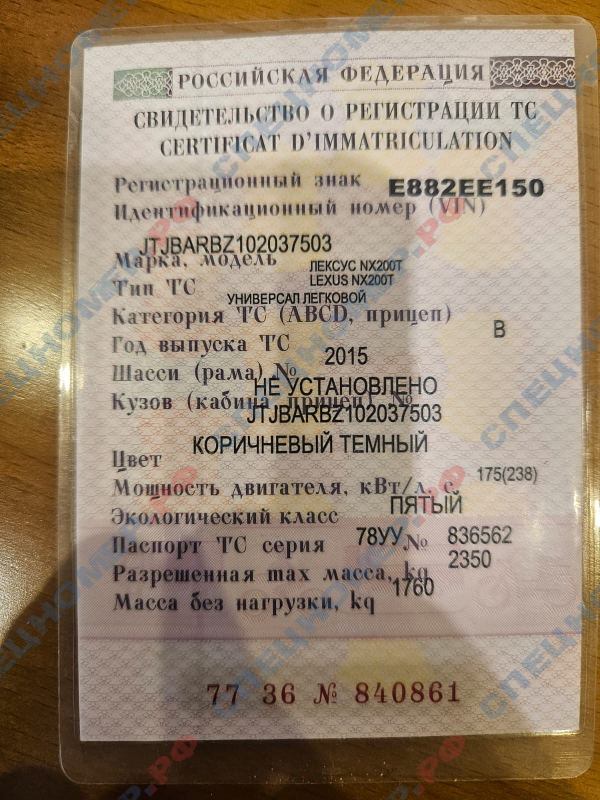 РОССИЙСКАЯ ФЕДЕРАЦИЯ
СВИДЕТЕЛЬСТВО О РЕГИСТРАЦИИ ТС
CERTIFICAT D'IMMATRICULATION
Регистрационный знак Е882ЕЕ150
Идентификационный номер (VIN)
JTJBARBZ102037503
Марка, модель ЛЕКСУС NX200T
LEXUS NX200T
Тип ТС УНИВЕРСАЛ ЛЕГКОВОЙ
Категория ТС (ABCD, прицеп) B
Год выпуска ТС 2015
Шасси (рама) № НЕ УСТАНОВЛЕНО
Кузов (кабина, прицеп) № JTJBARBZ102037503
Цвет КОРИЧНЕВЫЙ ТЕМНЫЙ
Мощность двигателя, кВт/л. с. 175(238)
Экологический класс ПЯТЫЙ
Паспорт ТС серия 78УУ № 836562
Разрешенная max масса, kg 2350
Масса без нагрузки, kg 1760
77 36 № 840861
СПЕЦНОМЕР.РФ